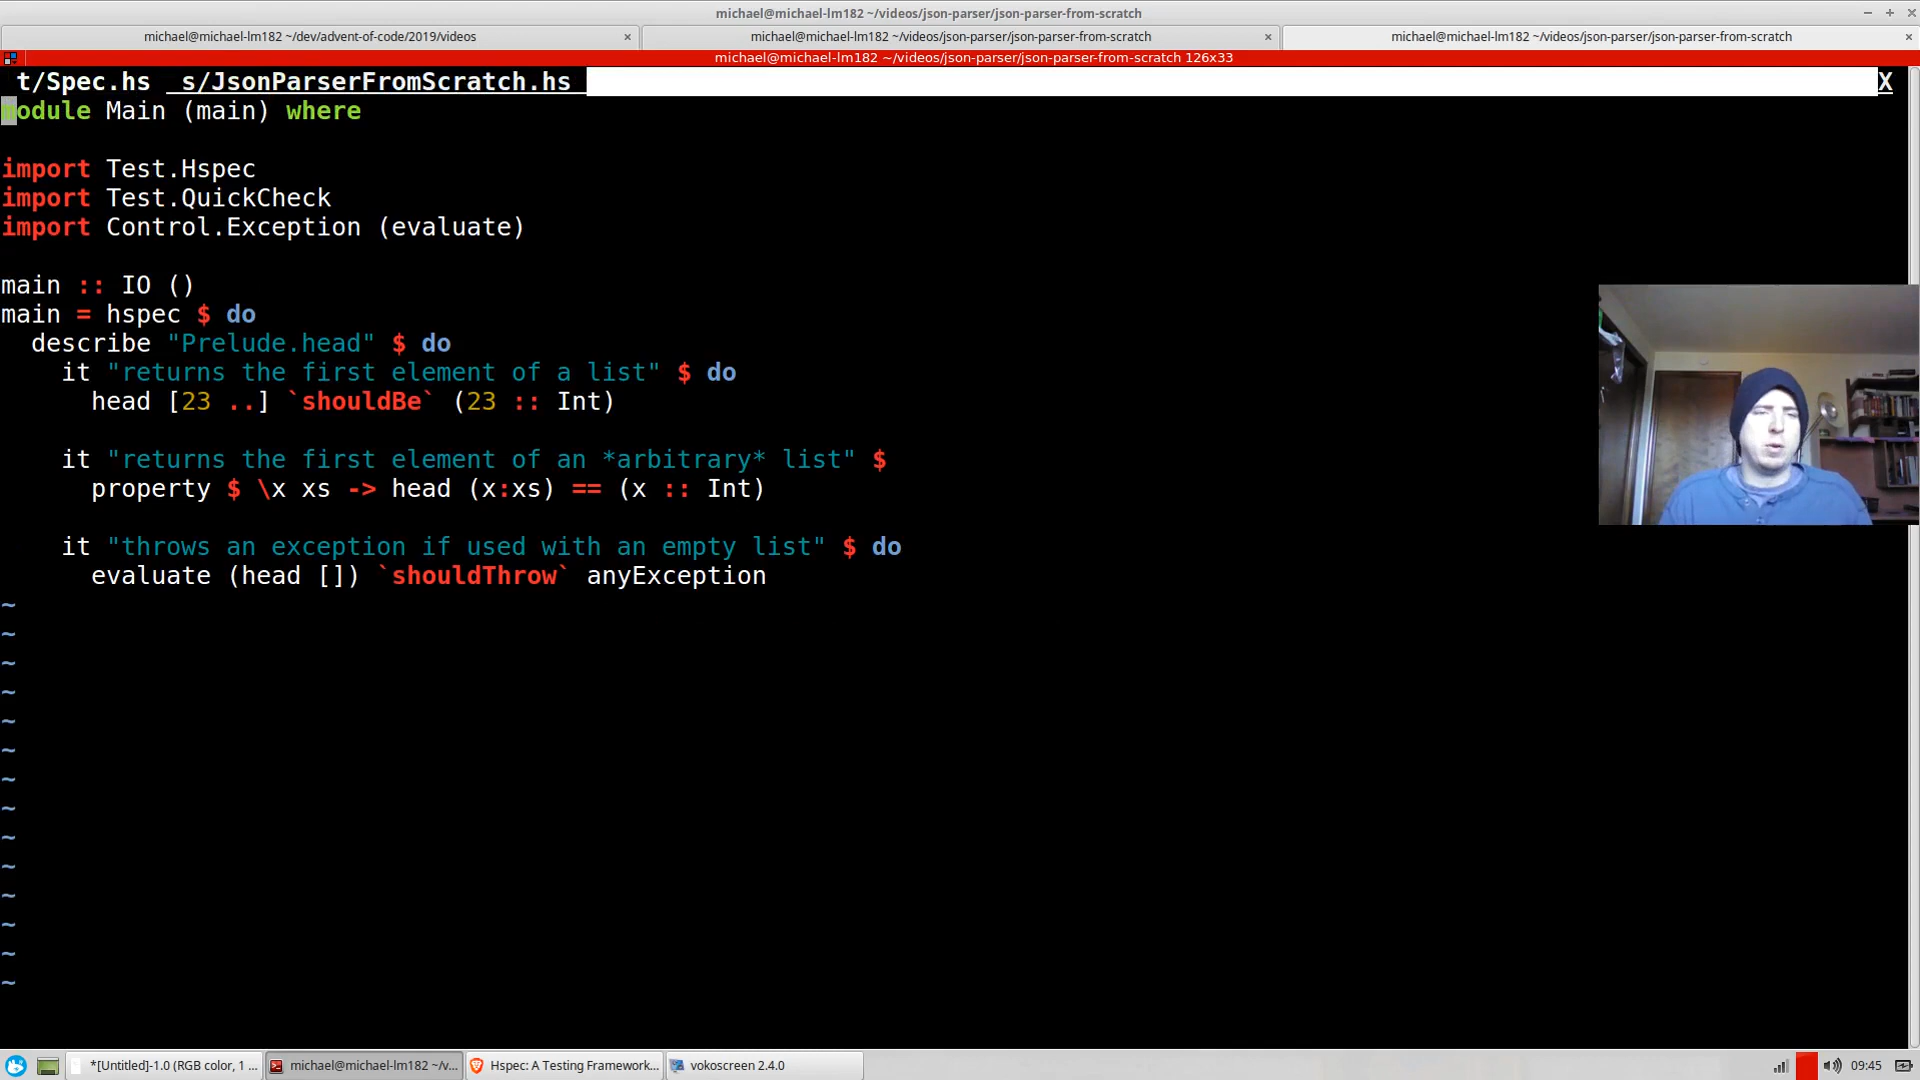 michael@michael-lm182 ~/videos/json-parser/json-parser-from-scratch
michael@michael-lm182 ~/dev/advent-of-code/2019/videos × michael@michael-lm182 ~/videos/json-parser/json-parser-from-scratch × michael@michael-lm182 ~/videos/json-parser/json-parser-from-scratch ×
michael@michael-lm182 ~/videos/json-parser/json-parser-from-scratch 126x33
t/Spec.hs s/JsonParserFromScratch.hs X
module Main (main) where
import Test.Hspec
import Test.QuickCheck
import Control.Exception (evaluate)
main :: IO ()
main = hspec $ do
  describe "Prelude.head" $ do
    it "returns the first element of a list" $ do
      head [23 ..] `shouldBe` (23 :: Int)
    it "returns the first element of an *arbitrary* list" $
      property $ \x xs -> head (x:xs) == (x :: Int)
    it "throws an exception if used with an empty list" $ do
      evaluate (head []) `shouldThrow` anyException
~
~
~
~
~
~
~
~
~
~
~
~
~
~
*[Untitled]-1.0 (RGB color, 1 ... michael@michael-lm182 ~/v... Hspec: A Testing Framework... vokoscreen 2.4.0 09:45